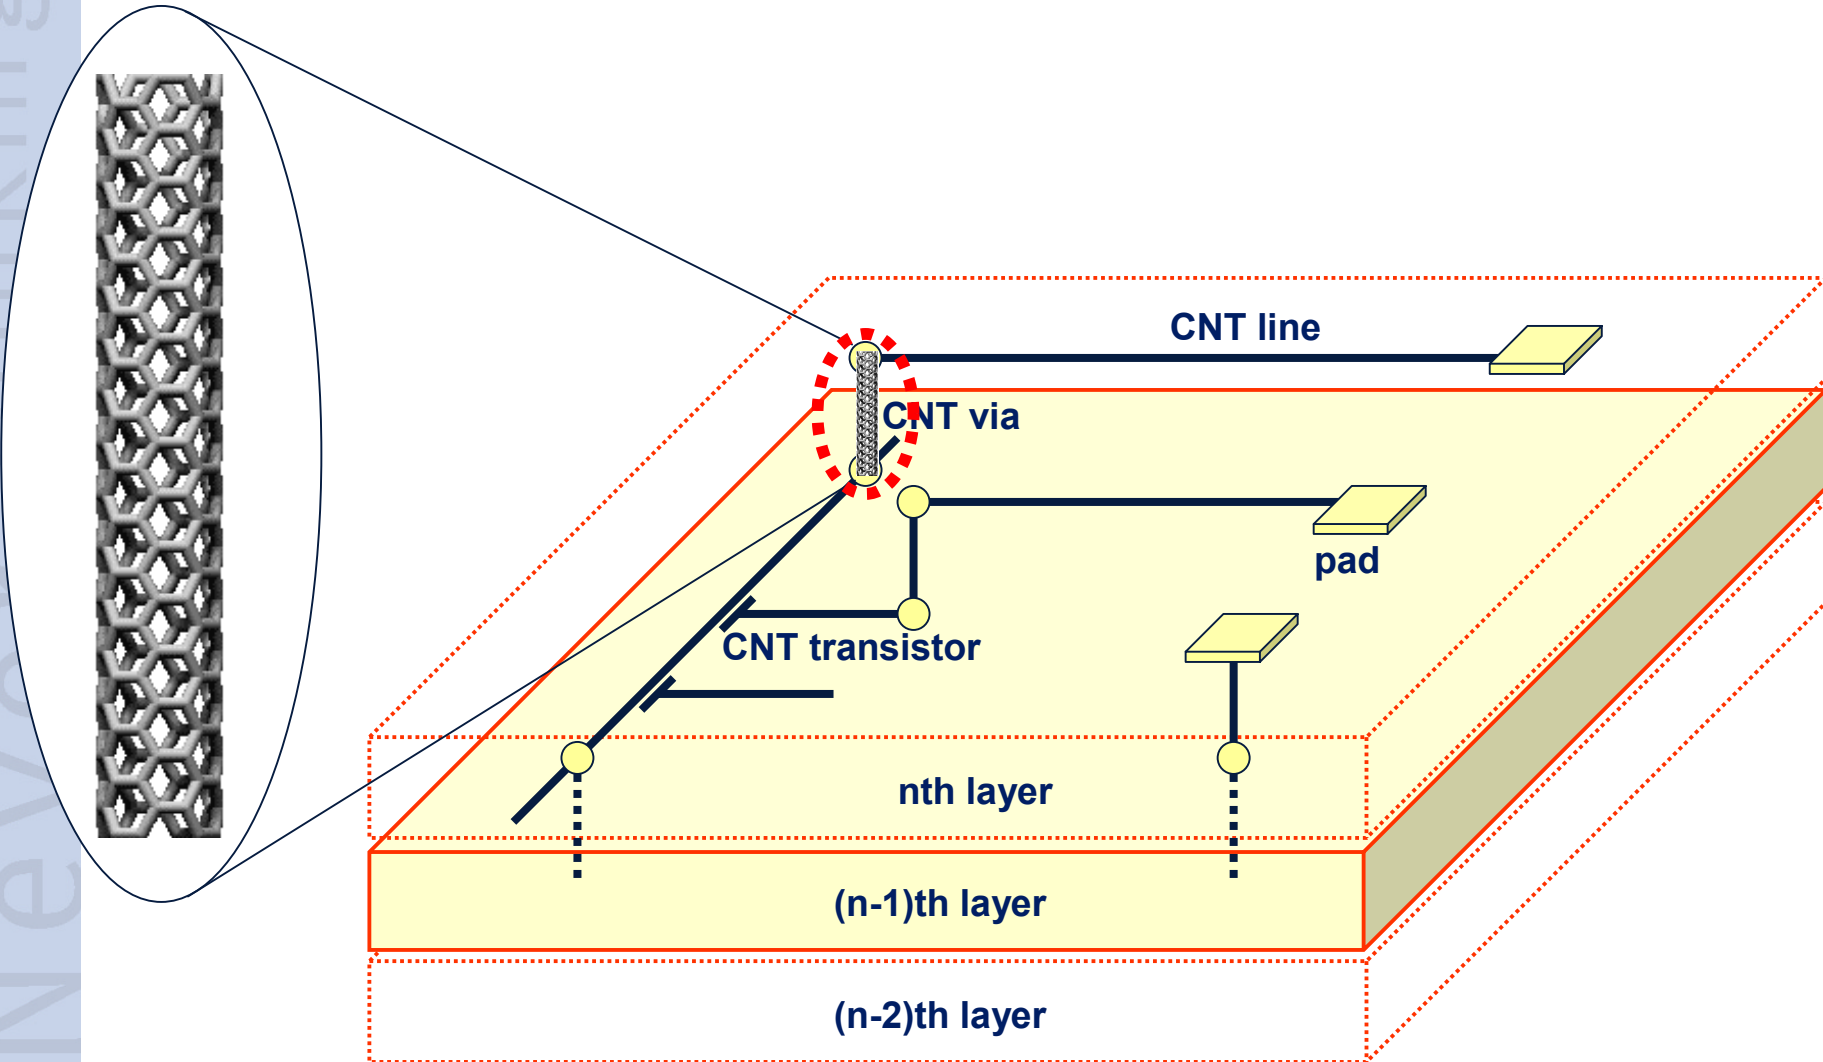 CNT line
CNT via
pad
CNT transistor
nth layer
(n-1)th layer
(n-2)th layer